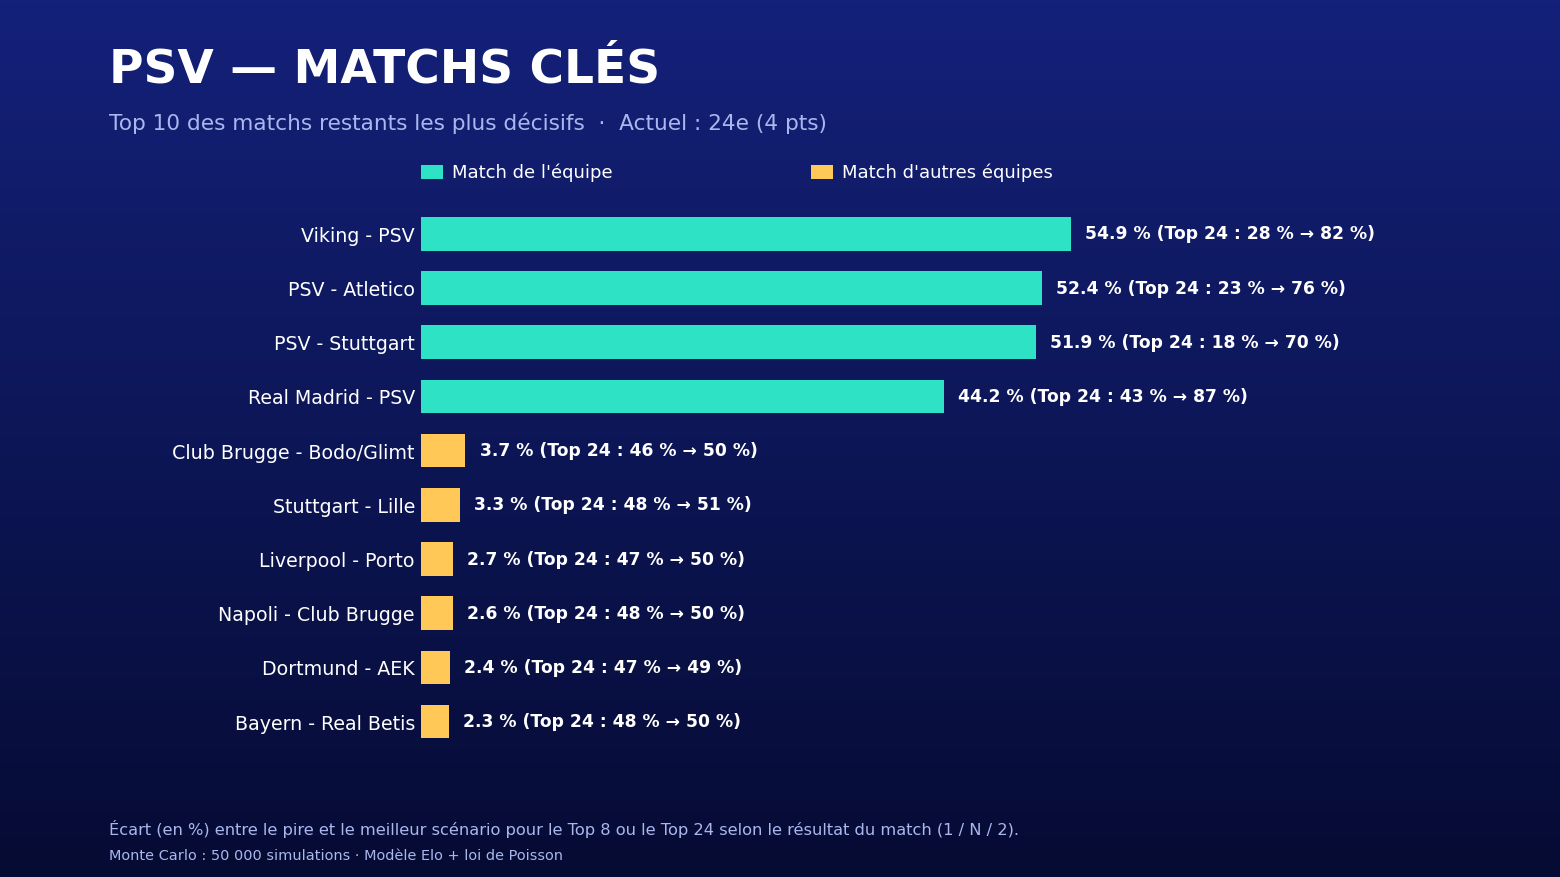 PSV — MATCHS CLÉS
Top 10 des matchs restants les plus décisifs · Actuel : 24e (4 pts)
Match de l'équipe
Match d'autres équipes
Viking - PSV 54.9 % (Top 24 : 28 % → 82 %)
PSV - Atletico 52.4 % (Top 24 : 23 % → 76 %)
PSV - Stuttgart 51.9 % (Top 24 : 18 % → 70 %)
Real Madrid - PSV 44.2 % (Top 24 : 43 % → 87 %)
Club Brugge - Bodo/Glimt 3.7 % (Top 24 : 46 % → 50 %)
Stuttgart - Lille 3.3 % (Top 24 : 48 % → 51 %)
Liverpool - Porto 2.7 % (Top 24 : 47 % → 50 %)
Napoli - Club Brugge 2.6 % (Top 24 : 48 % → 50 %)
Dortmund - AEK 2.4 % (Top 24 : 47 % → 49 %)
Bayern - Real Betis 2.3 % (Top 24 : 48 % → 50 %)
Écart (en %) entre le pire et le meilleur scénario pour le Top 8 ou le Top 24 selon le résultat du match (1 / N / 2).
Monte Carlo : 50 000 simulations · Modèle Elo + loi de Poisson